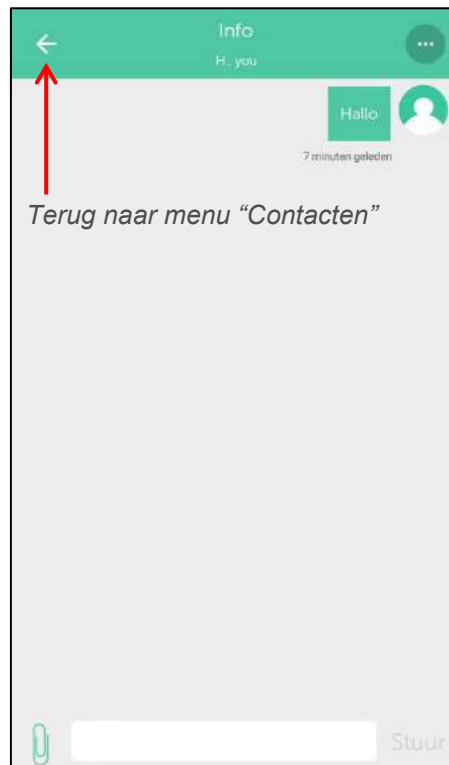 Info
H., you
Hallo
7 minuten geleden
Terug naar menu “Contacten”
Stuur